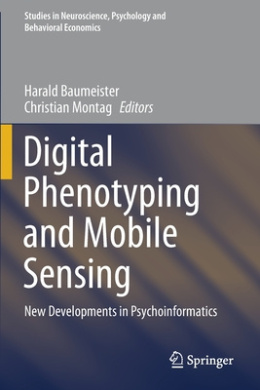 Studies in Neuroscience, Psychology and
Behavioral Economics
Harald Baumeister
Christian Montag Editors
Digital
Phenotyping
and Mobile
Sensing
New Developments in Psychoinformatics
Springer